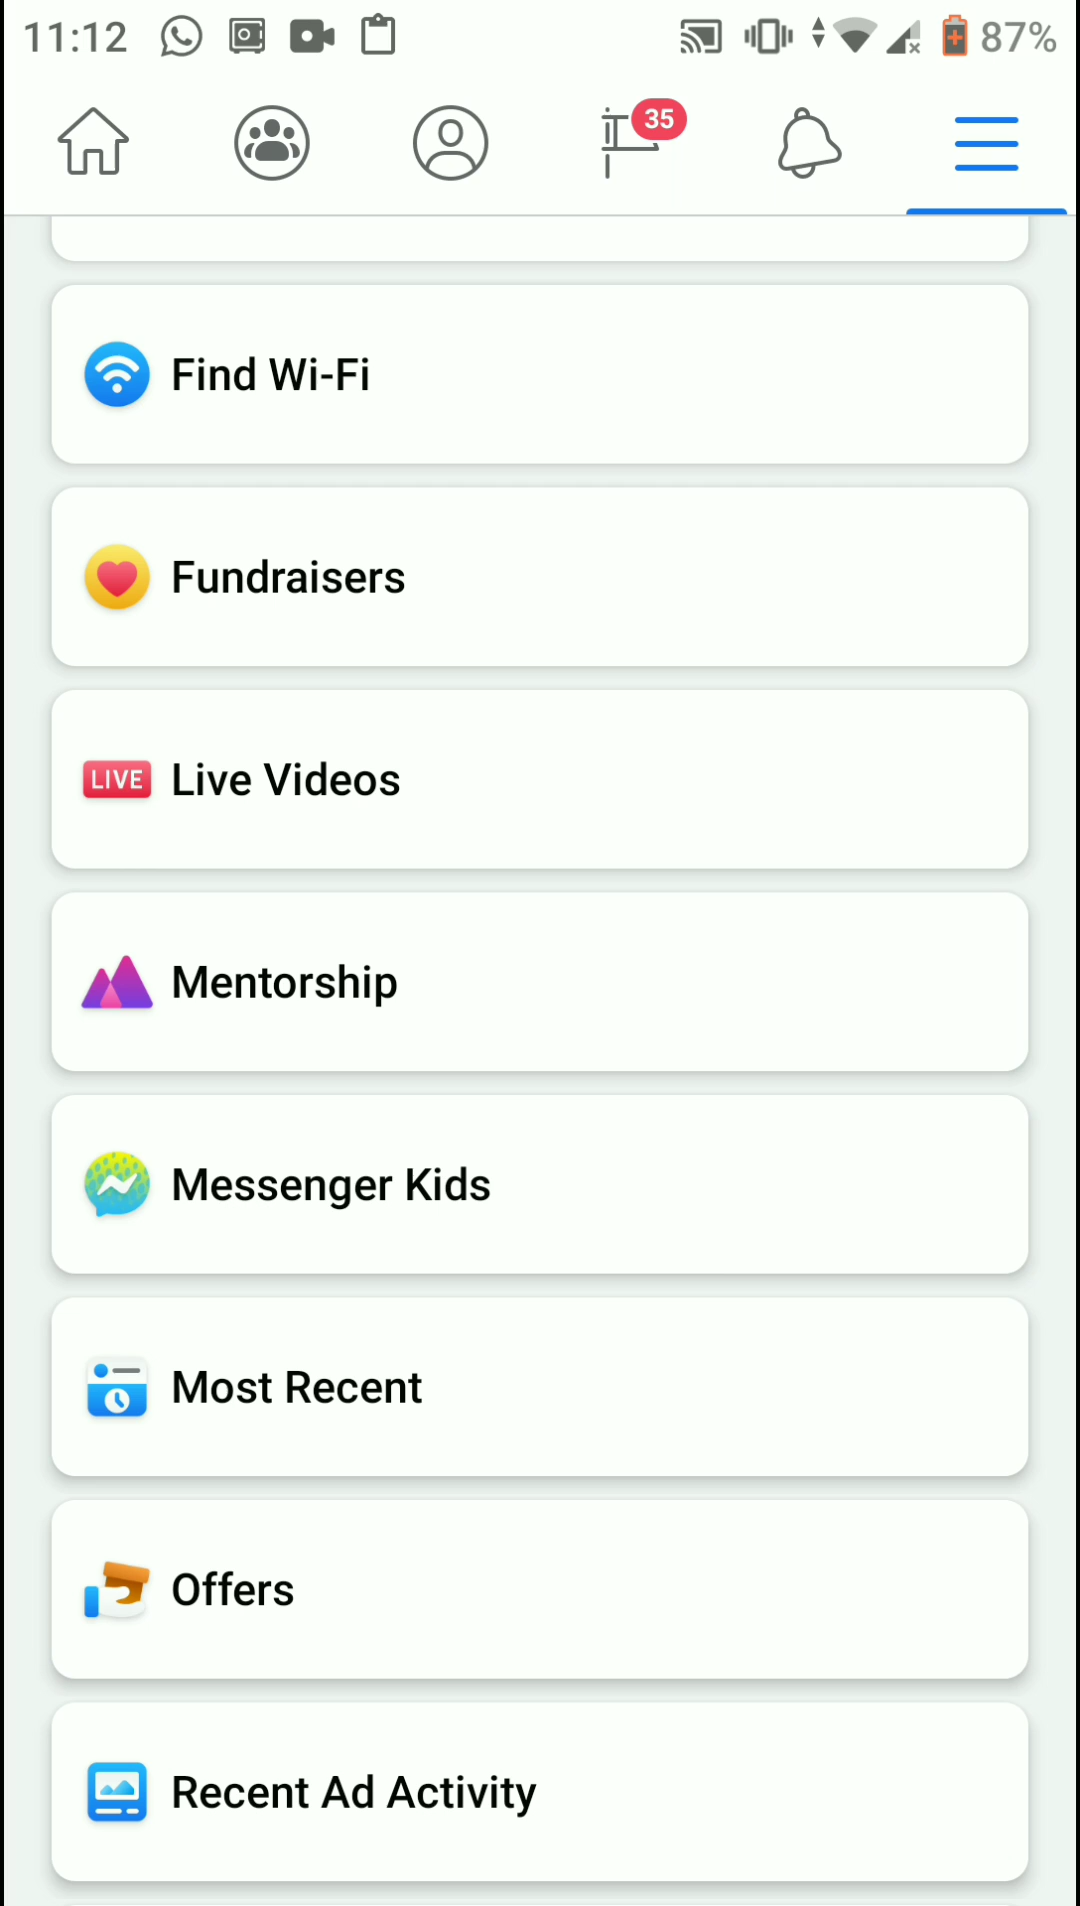 11:12 87%
35
Find Wi-Fi
Fundraisers
LIVE Live Videos
Mentorship
Messenger Kids
Most Recent
Offers
Recent Ad Activity